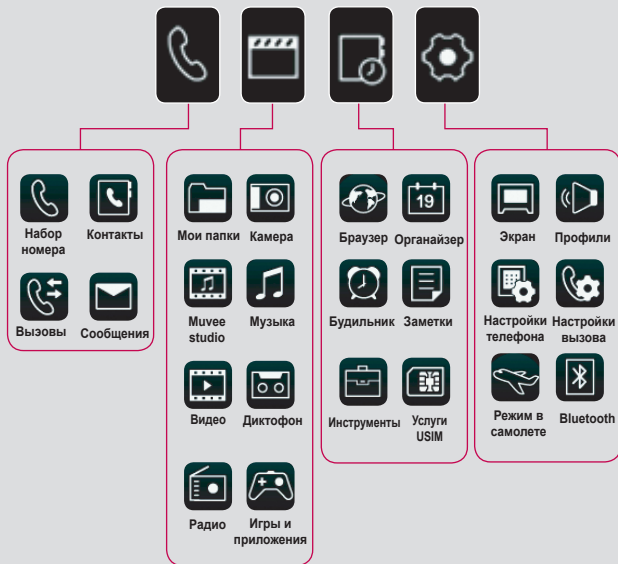 Набор
номера
Контакты
Вызовы
Сообщения
Мои папки
Камера
Muvee
studio
Музыка
Видео
Диктофон
Радио
Игры и
приложения
Браузер
19
Органайзер
Будильник
Заметки
Инструменты
Услуги
USIM
Экран
Профили
Настройки
телефона
Настройки
вызова
Режим в
самолете
Bluetooth